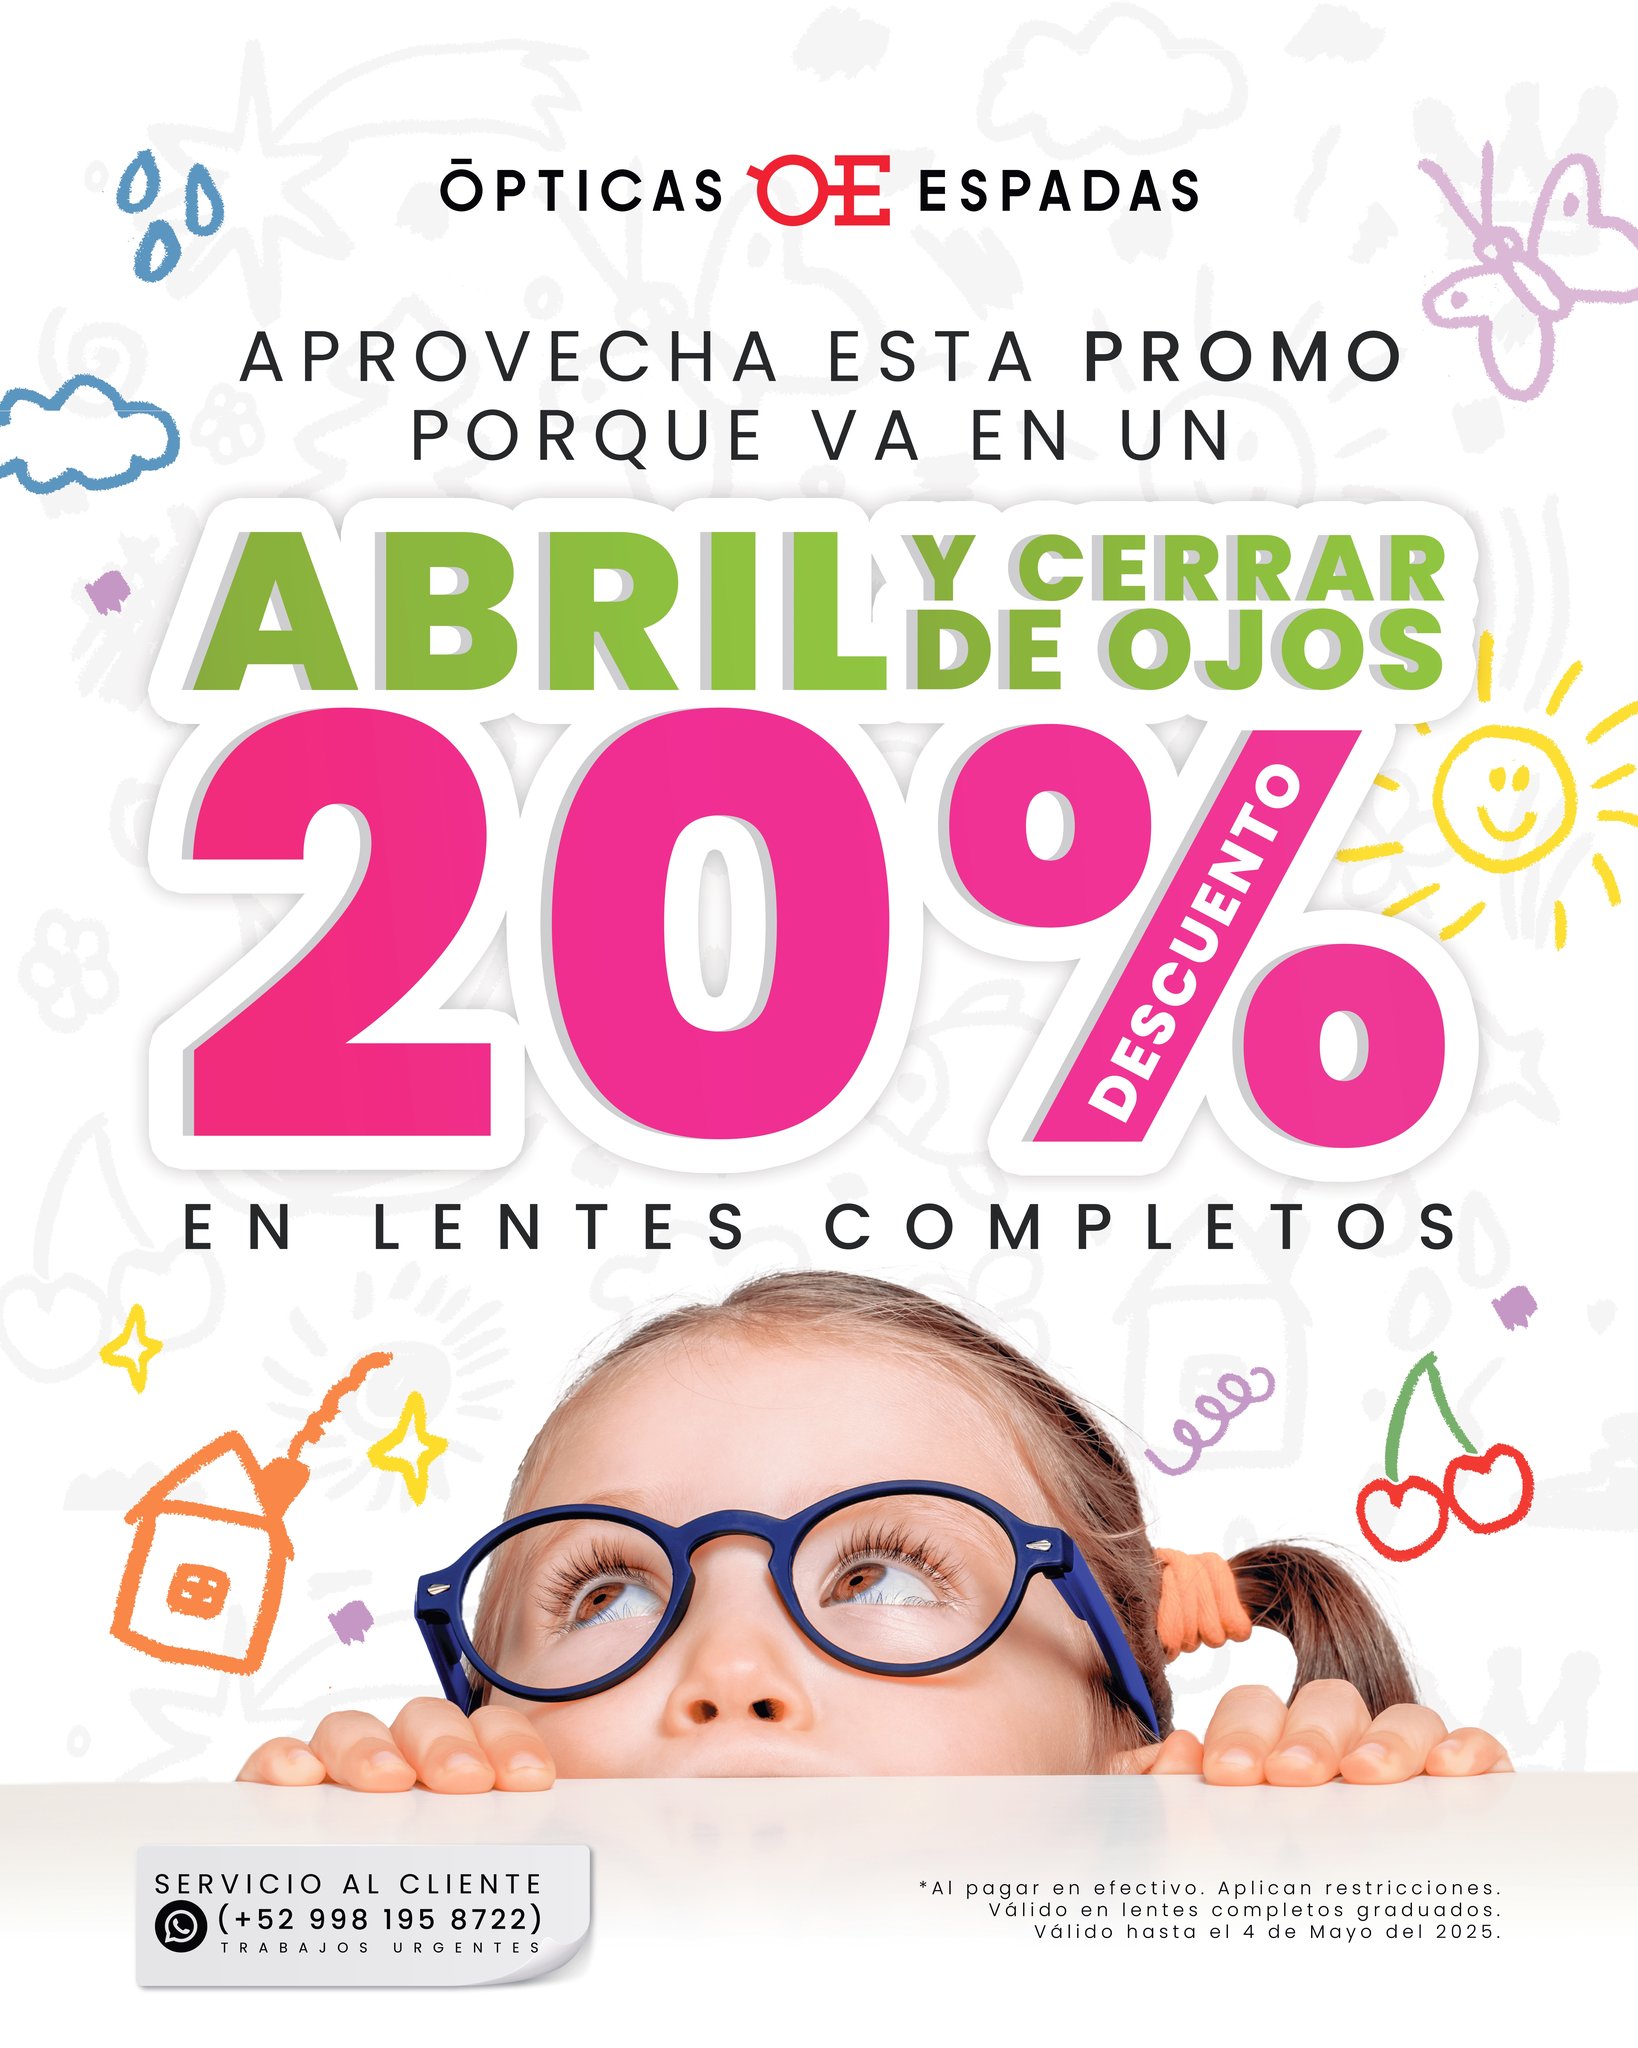 ŌPTICAS OE ESPADAS
APROVECHA ESTA PROMO
PORQUE VA EN UN
ABRIL Y CERRAR
DE OJOS
20%
DESCUENTO
EN LENTES COMPLETOS
SERVICIO AL CLIENTE
(+52 998 195 8722)
TRABAJOS URGENTES
*Al pagar en efectivo. Aplican restricciones.
Válido en lentes completos graduados.
Válido hasta el 4 de Mayo del 2025.